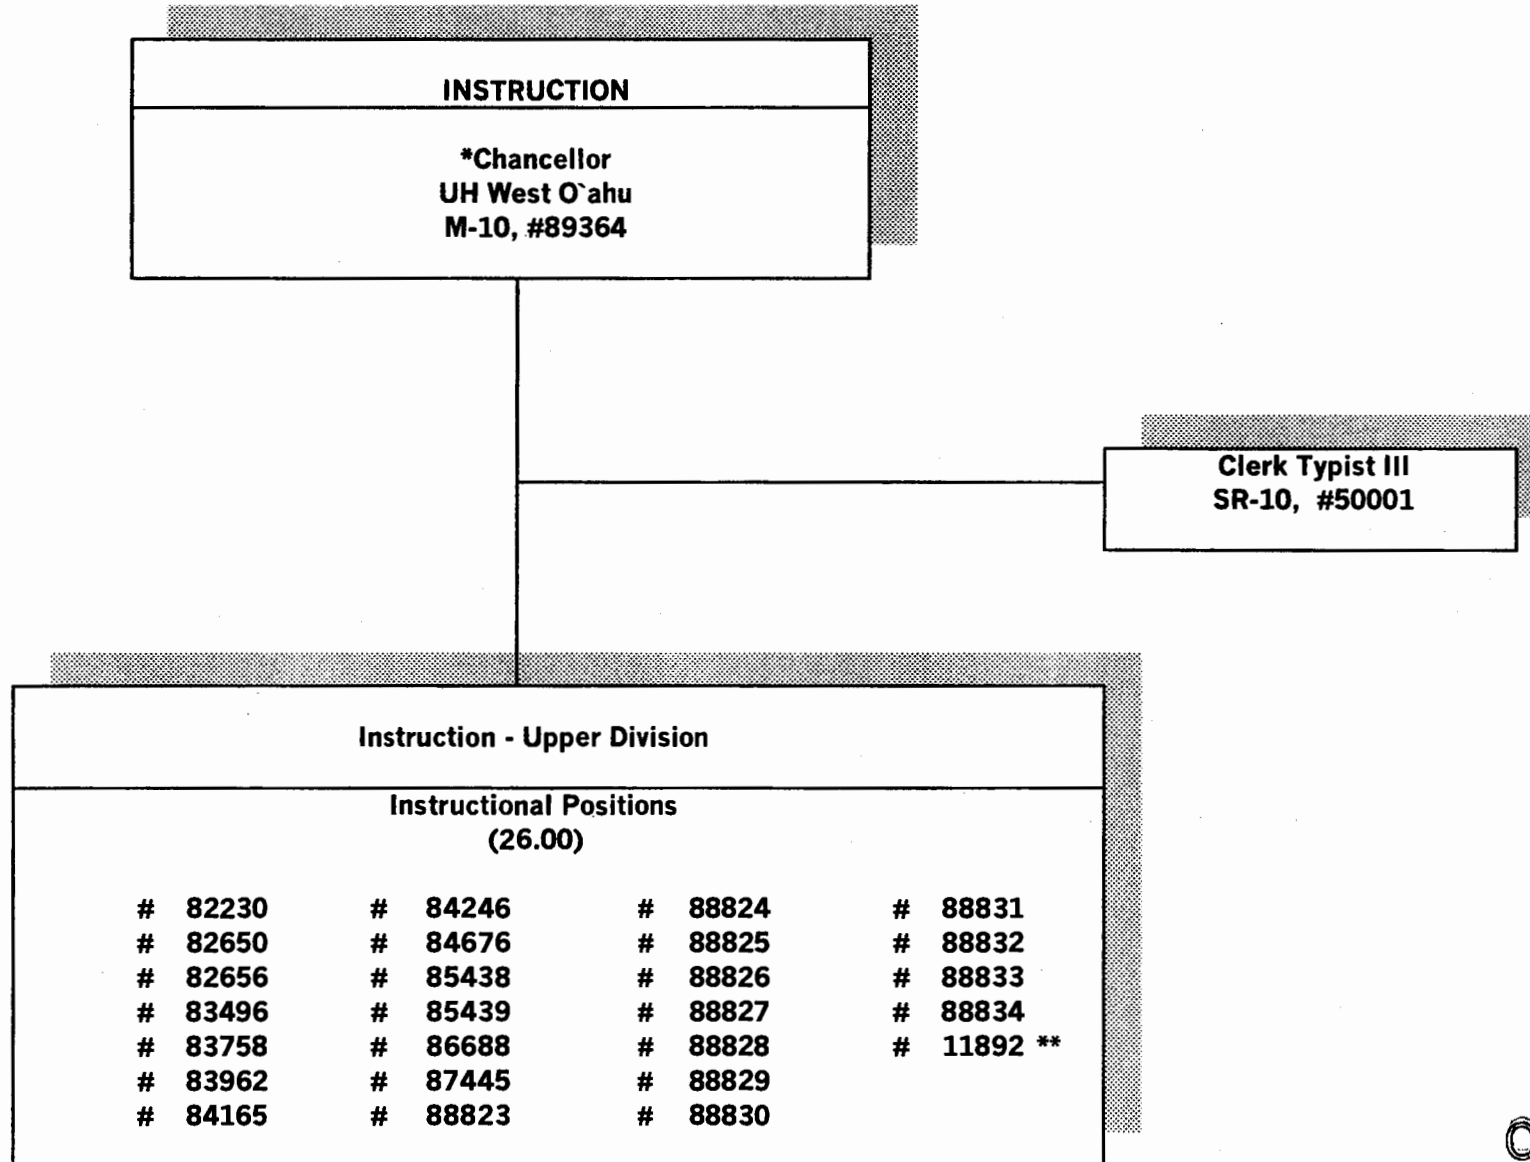 INSTRUCTION
*Chancellor
UH West O`ahu
M-10, #89364
Clerk Typist III
SR-10, #50001
Instruction - Upper Division
Instructional Positions
(26.00)
# 82230 # 84246 # 88824 # 88831
# 82650 # 84676 # 88825 # 88832
# 82656 # 85438 # 88826 # 88833
# 83496 # 85439 # 88827 # 88834
# 83758 # 86688 # 88828 # 11892 **
# 83962 # 87445 # 88829
# 84165 # 88823 # 88830